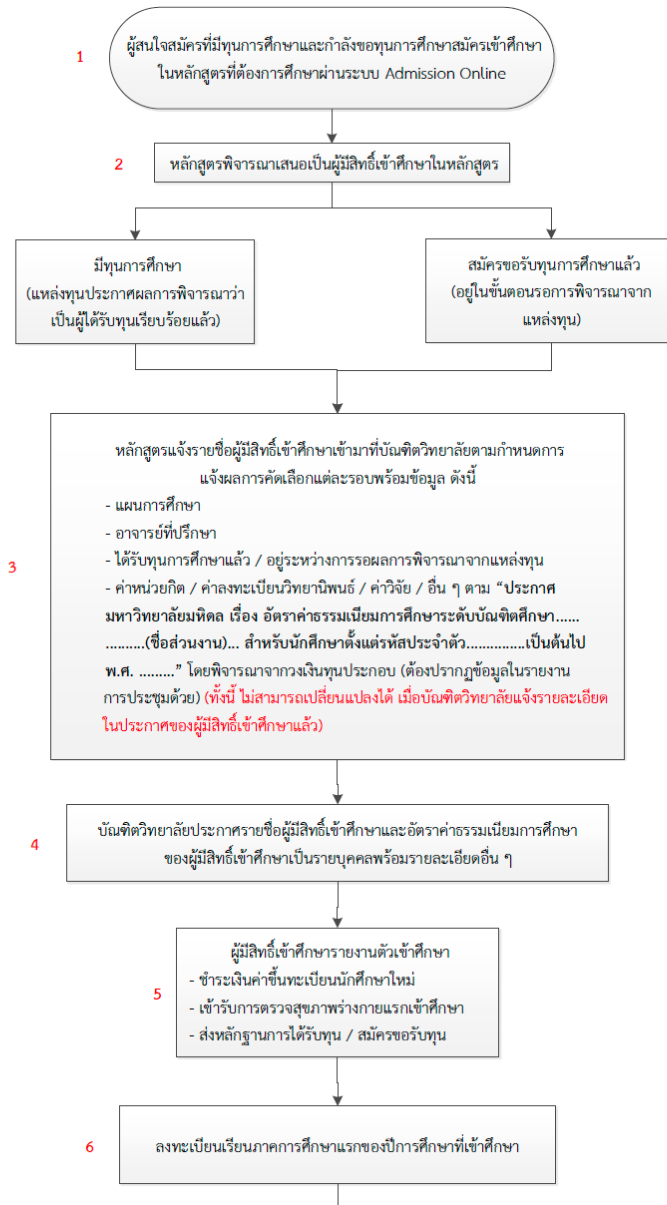 1
ผู้สนใจสมัครที่มีทุนการศึกษาและกำลังขอทุนการศึกษาสมัครเข้าศึกษา
ในหลักสูตรที่ต้องการศึกษาผ่านระบบ Admission Online
2
หลักสูตรพิจารณาเสนอเป็นผู้มีสิทธิ์เข้าศึกษาในหลักสูตร
มีทุนการศึกษา
(แหล่งทุนประกาศผลการพิจารณาว่า
เป็นผู้ได้รับทุนเรียบร้อยแล้ว)
สมัครขอรับทุนการศึกษาแล้ว
(อยู่ในขั้นตอนรอการพิจารณาจาก
แหล่งทุน)
3
หลักสูตรแจ้งรายชื่อผู้มีสิทธิ์เข้าศึกษาเข้ามาที่บัณฑิตวิทยาลัยตามกำหนดการ
แจ้งผลการคัดเลือกแต่ละรอบพร้อมข้อมูล ดังนี้
- แผนการศึกษา
- อาจารย์ที่ปรึกษา
- ได้รับทุนการศึกษาแล้ว / อยู่ระหว่างการรอผลการพิจารณาจากแหล่งทุน
- ค่าหน่วยกิต / ค่าลงทะเบียนวิทยานิพนธ์ / ค่าวิจัย / อื่น ๆ ตาม “ประกาศ
มหาวิทยาลัยมหิดล เรื่อง อัตราค่าธรรมเนียมการศึกษาระดับบัณฑิตศึกษา......
..........(ชื่อส่วนงาน)... สำหรับนักศึกษาตั้งแต่รหัสประจำตัว...............เป็นต้นไป
พ.ศ. .........” โดยพิจารณาจากวงเงินทุนประกอบ (ต้องปรากฏข้อมูลในรายงาน
การประชุมด้วย) (ทั้งนี้ ไม่สามารถเปลี่ยนแปลงได้ เมื่อบัณฑิตวิทยาลัยแจ้งรายละเอียด
ในประกาศของผู้มีสิทธิ์เข้าศึกษาแล้ว)
4
บัณฑิตวิทยาลัยประกาศรายชื่อผู้มีสิทธิ์เข้าศึกษาและอัตราค่าธรรมเนียมการศึกษา
ของผู้มีสิทธิ์เข้าศึกษาเป็นรายบุคคลพร้อมรายละเอียดอื่น ๆ
5
ผู้มีสิทธิ์เข้าศึกษารายงานตัวเข้าศึกษา
- ชำระเงินค่าขึ้นทะเบียนนักศึกษาใหม่
- เข้ารับการตรวจสุขภาพร่างกายแรกเข้าศึกษา
- ส่งหลักฐานการได้รับทุน / สมัครขอรับทุน
6
ลงทะเบียนเรียนภาคการศึกษาแรกของปีการศึกษาที่เข้าศึกษา